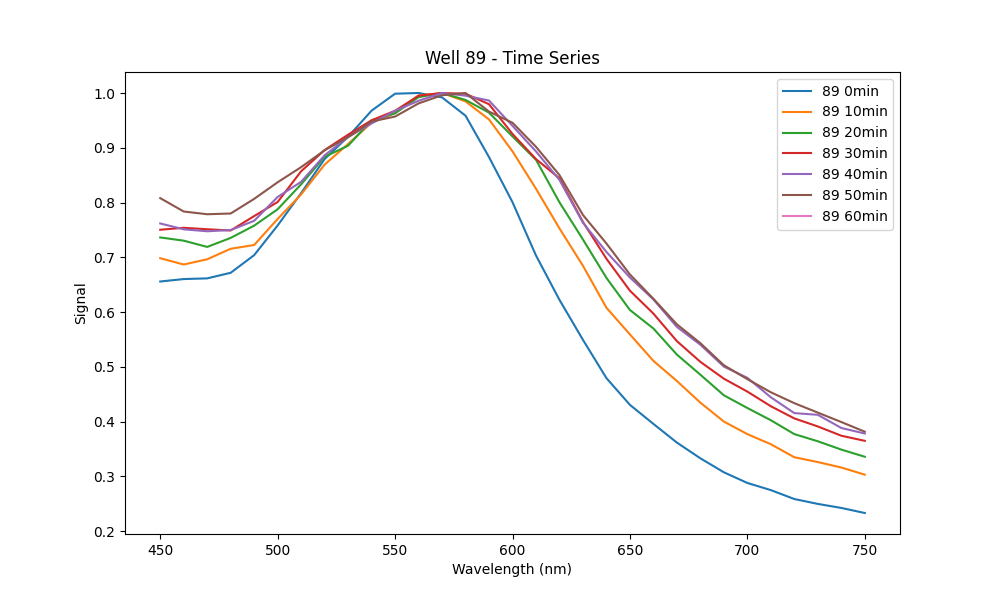 Well 89 - Time Series
1.0
0.9
0.8
0.7
0.6
0.5
0.4
0.3
0.2
Signal
89 0min
89 10min
89 20min
89 30min
89 40min
89 50min
89 60min
450 500 550 600 650 700 750
Wavelength (nm)